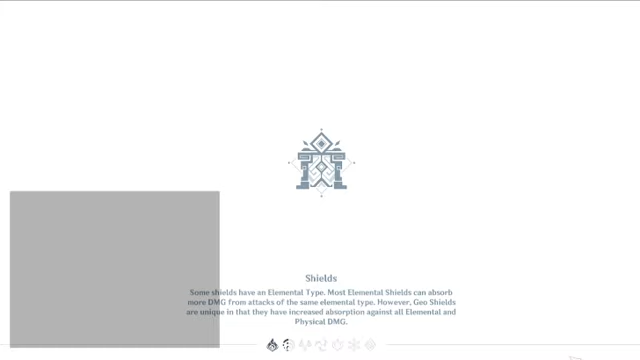 Shields
Some shields have an Elemental Type. Most Elemental Shields can absorb
more DMG from attacks of the same elemental type. However, Geo Shields
are unique in that they have increased absorption against all Elemental and
Physical DMG.